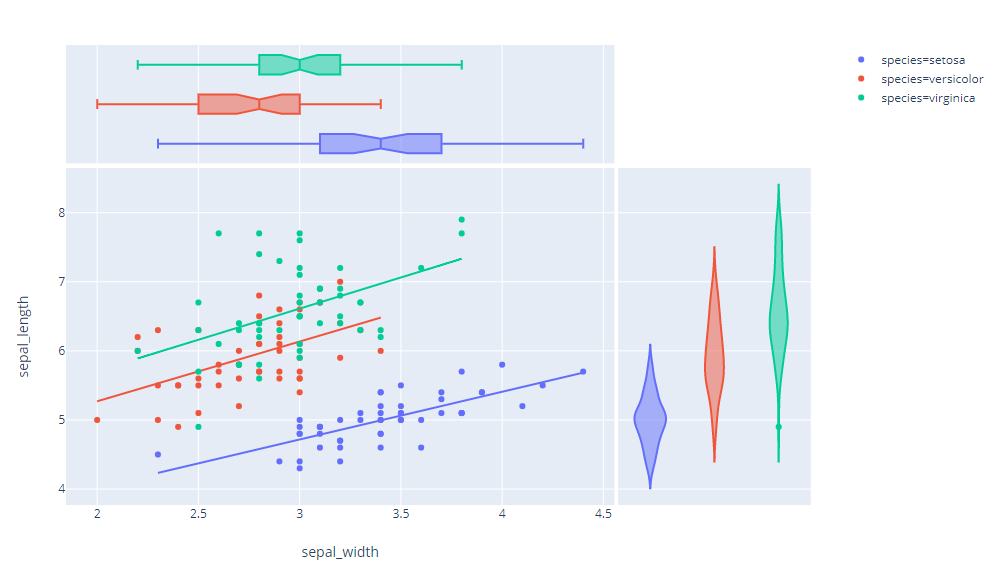 species=setosa
species=versicolor
species=virginica
8
7
6
5
4
sepal_length
2
2.5
3
3.5
4
4.5
sepal_width